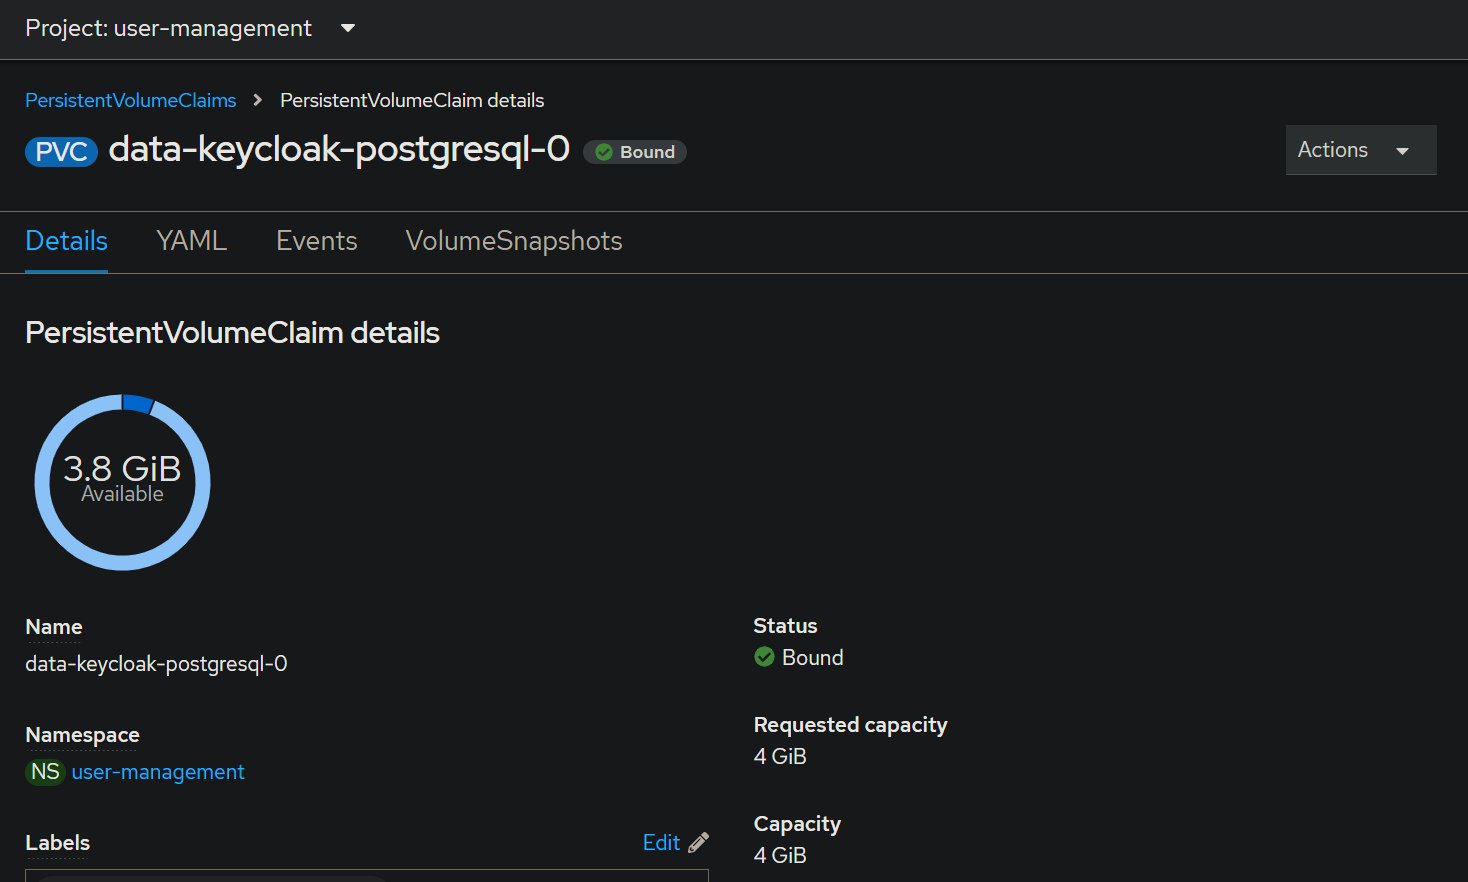 Project: user-management
PersistentVolumeClaims > PersistentVolumeClaim details
PVC data-keycloak-postgresql-0 Bound
Actions
Details YAML Events VolumeSnapshots
PersistentVolumeClaim details
3.8 GiB
Available
Name
data-keycloak-postgresql-0
Namespace
NS user-management
Labels Edit
Status
Bound
Requested capacity
4 GiB
Capacity
4 GiB